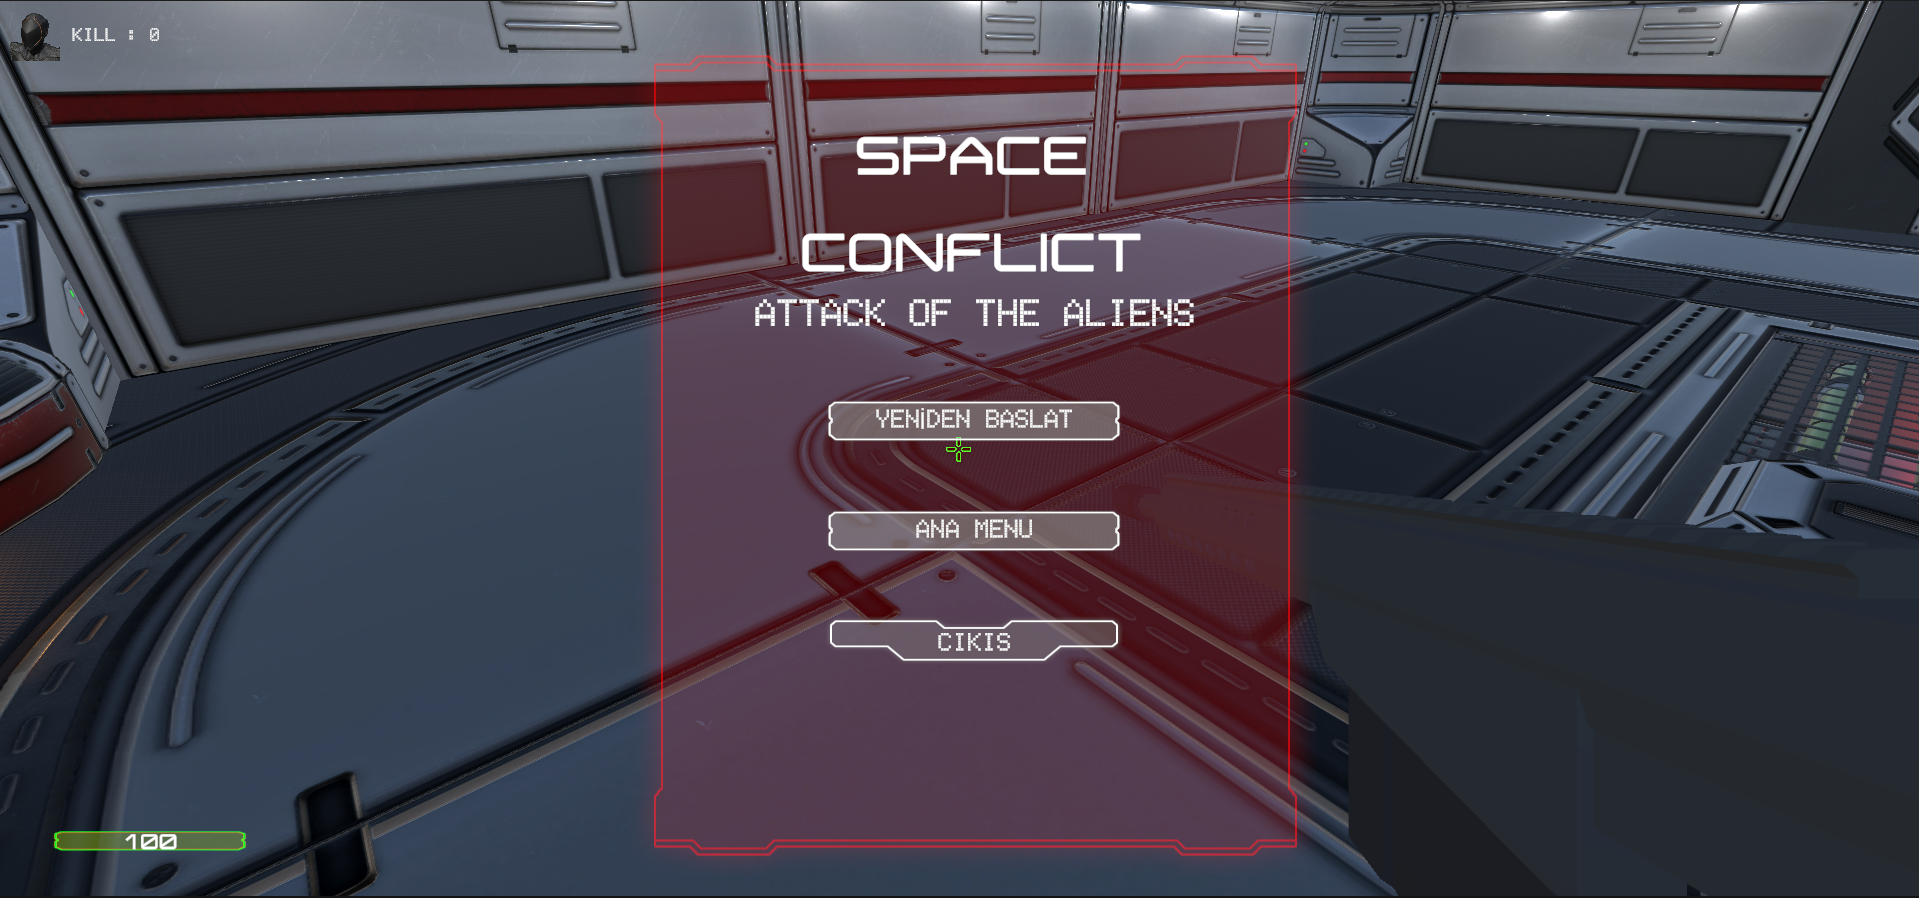 KILL : 0
SPACE
CONFLICT
ATTACK OF THE ALIENS
YENİDEN BASLAT
ANA MENU
CIKIS
100